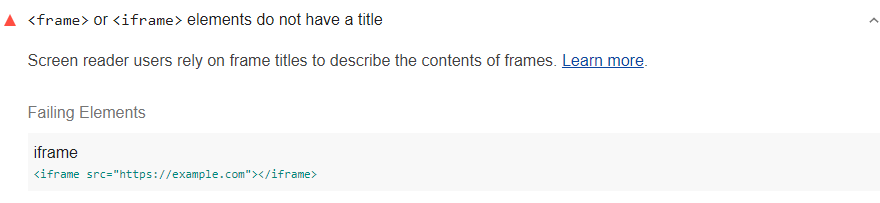 <frame> or <iframe> elements do not have a title
Screen reader users rely on frame titles to describe the contents of frames. Learn more.
Failing Elements
iframe
<iframe src="https://example.com"></iframe>